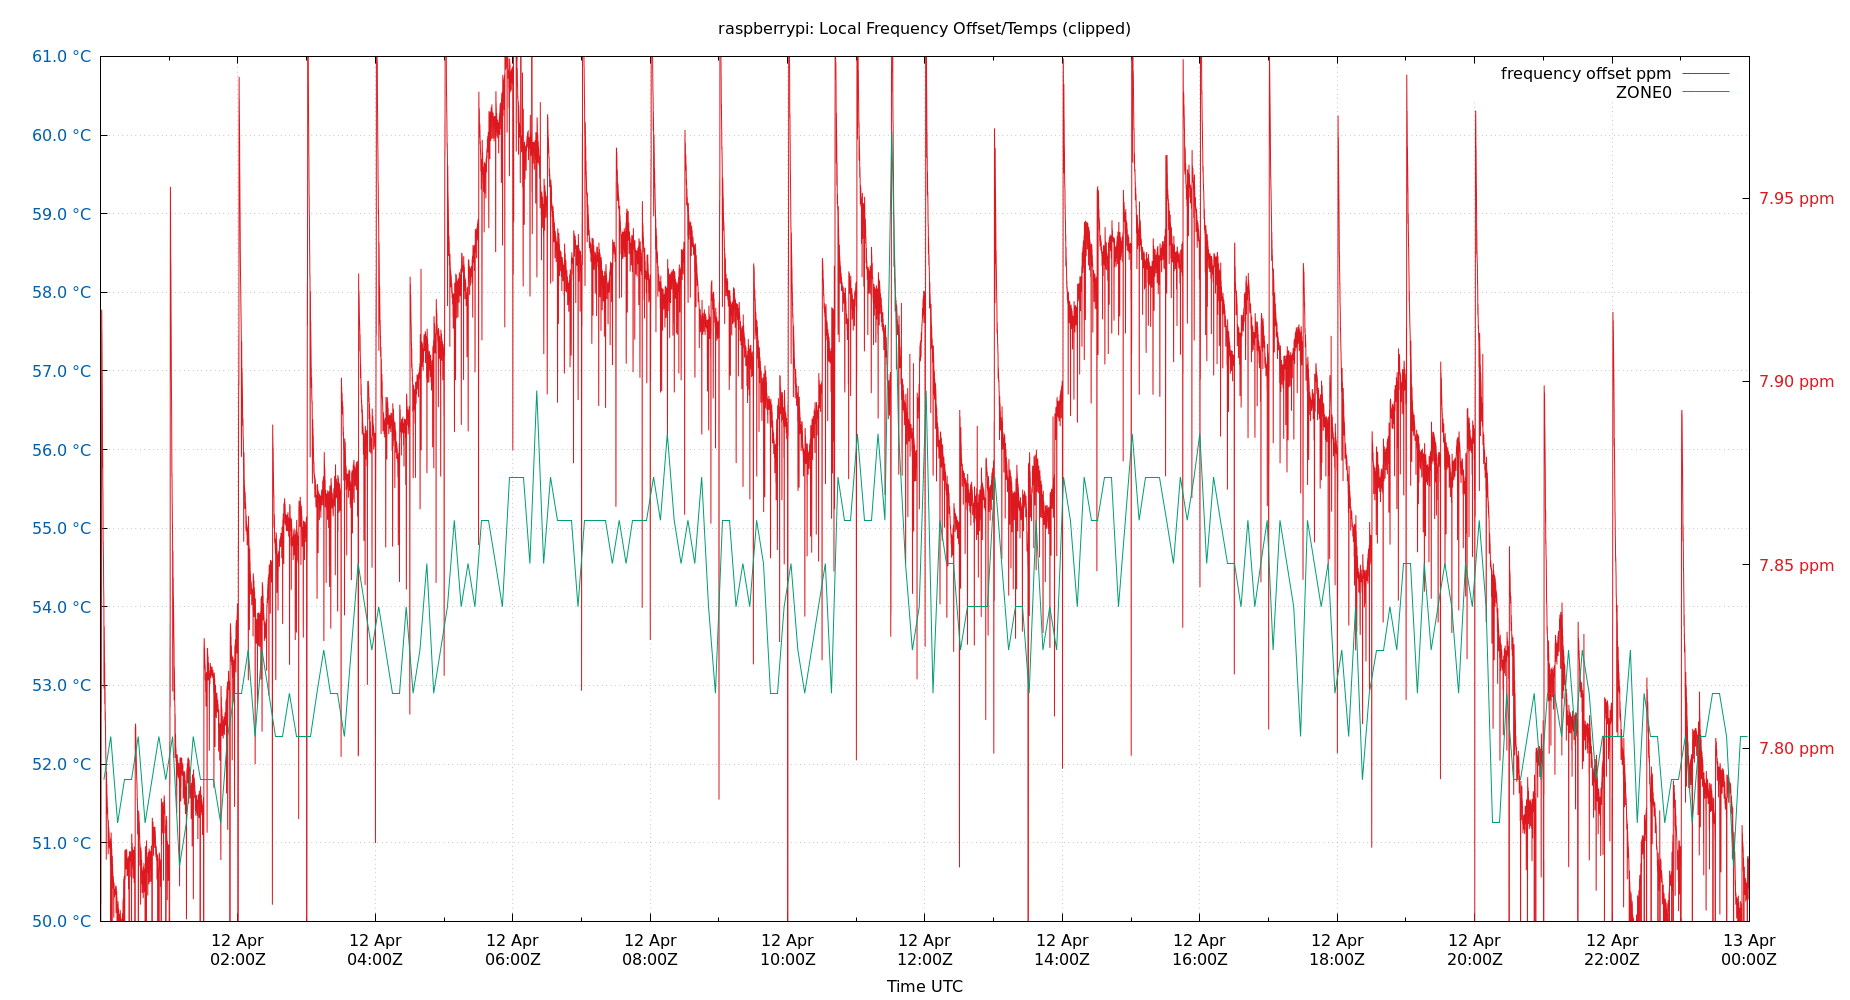 raspberrypi: Local Frequency Offset/Temps (clipped)
frequency offset ppm
ZONE0
61.0 °C
60.0 °C
59.0 °C
58.0 °C
57.0 °C
56.0 °C
55.0 °C
54.0 °C
53.0 °C
52.0 °C
51.0 °C
50.0 °C
7.95 ppm
7.90 ppm
7.85 ppm
7.80 ppm
12 Apr 12 Apr 12 Apr 12 Apr 12 Apr 12 Apr 12 Apr 12 Apr 12 Apr 12 Apr 12 Apr 13 Apr
02:00Z 04:00Z 06:00Z 08:00Z 10:00Z 12:00Z 14:00Z 16:00Z 18:00Z 20:00Z 22:00Z 00:00Z
Time UTC